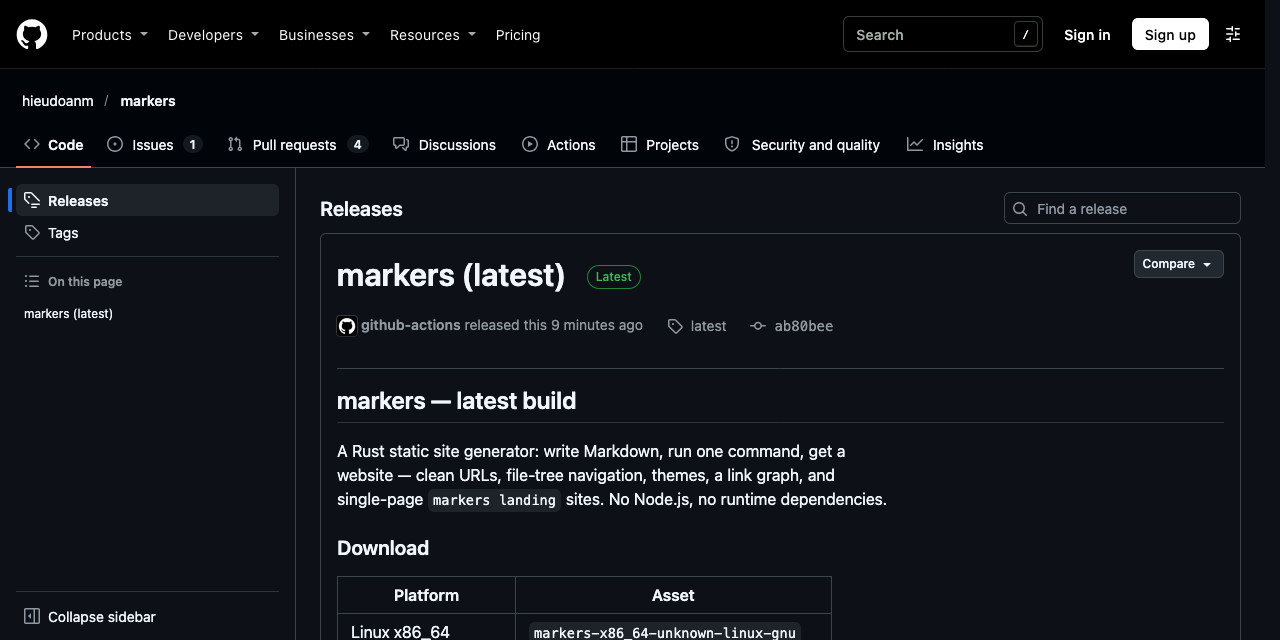 Products Developers Businesses Resources Pricing Search / Sign in Sign up
hieudoanm / markers
Code Issues 1 Pull requests 4 Discussions Actions Projects Security and quality Insights
Releases
Tags
On this page
markers (latest)
Collapse sidebar
Releases
Find a release
markers (latest) Latest
Compare
github-actions released this 9 minutes ago latest ab80bee
markers — latest build
A Rust static site generator: write Markdown, run one command, get a
website — clean URLs, file-tree navigation, themes, a link graph, and
single-page markers landing sites. No Node.js, no runtime dependencies.
Download
Platform Asset
Linux x86_64 markers-x86_64-unknown-linux-gnu